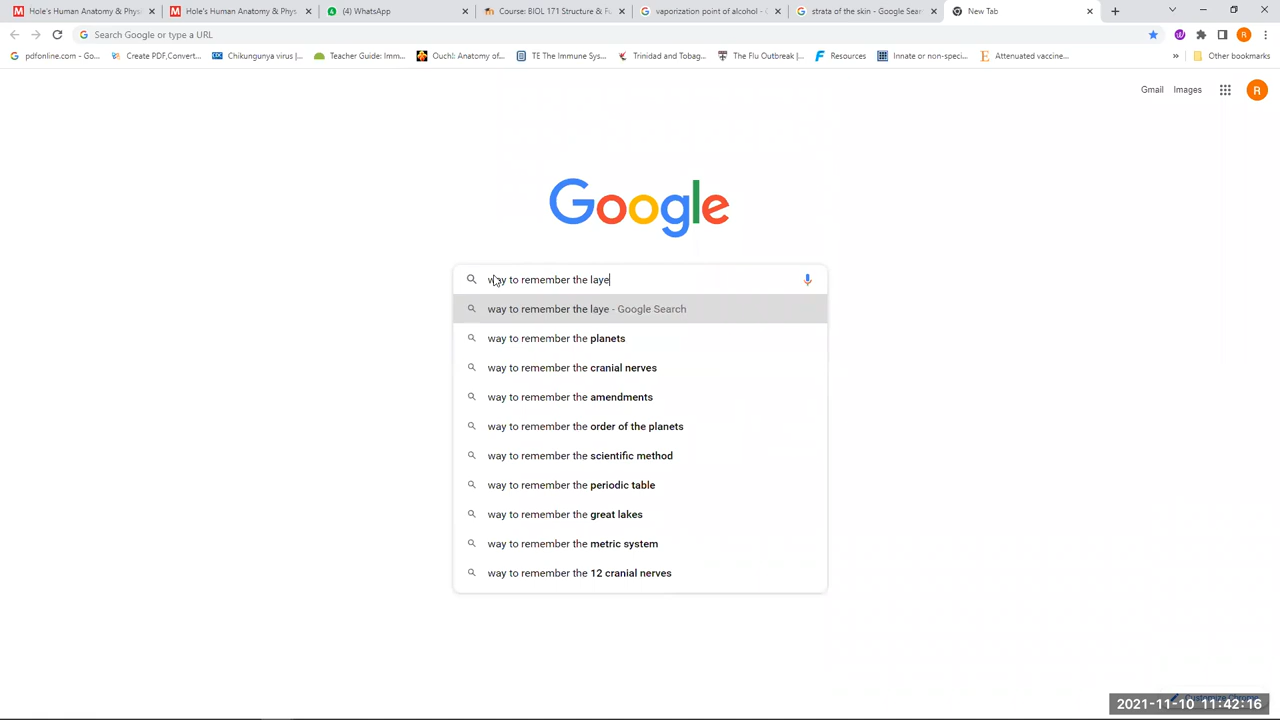 Hole's Human Anatomy & Physi
Hole's Human Anatomy & Phys.
(4) WhatsApp
Course: BIOL 171 Structure & Fu
vaporization point of alcohol - G
strata of the skin - Google Sear
New Tab
Search Google or type a URL
R
pdfonline.com - Go...
Create PDF,Convert...
Chikungunya virus |...
Teacher Guide: Imm...
Ouch!: Anatomy of...
TE The Immune Sys...
Trinidad and Tobag...
The Flu Outbreak |...
Resources
Innate or non-speci...
Attenuated vaccine...
»
Other bookmarks
Gmail
Images
R
Google
way to remember the laye
way to remember the laye - Google Search
way to remember the planets
way to remember the cranial nerves
way to remember the amendments
way to remember the order of the planets
way to remember the scientific method
way to remember the periodic table
way to remember the great lakes
way to remember the metric system
way to remember the 12 cranial nerves
Customize Chrome
2021-11-10 11:42:16